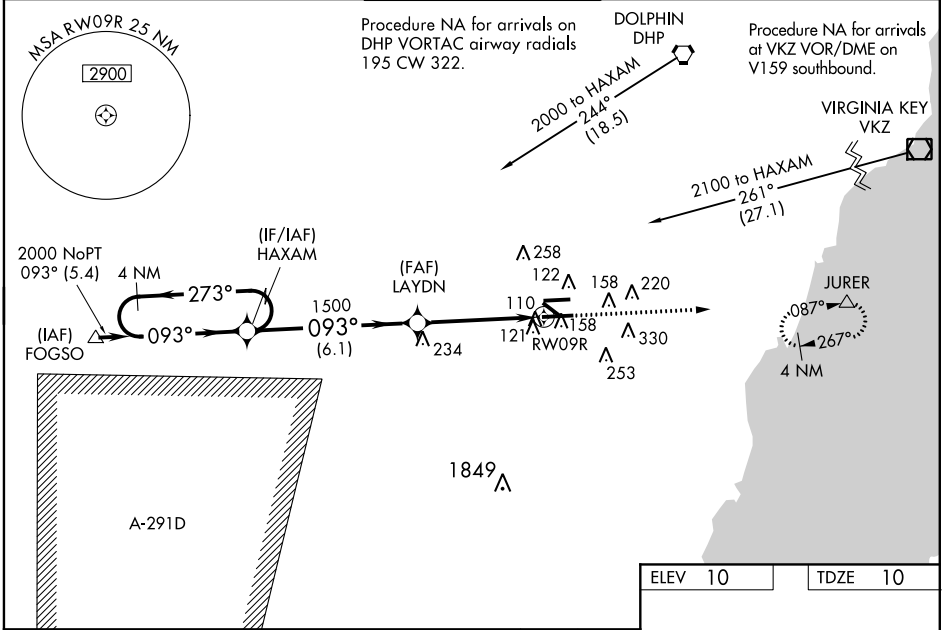 MSA RW09R 25 NM
2900
Procedure NA for arrivals on
DHP VORTAC airway radials
195 CW 322.
DOLPHIN
DHP
2000 to HAXAM
244°
(18.5)
Procedure NA for arrivals
at VKZ VOR/DME on
V159 southbound.
VIRGINIA KEY
VKZ
2100 to HAXAM
261°
(27.1)
2000 NoPT
093° (5.4)
4 NM
(IF/IAF)
HAXAM
273°
093°
(IAF)
FOGSO
1500
093°
(6.1)
(FAF)
LAYDN
234
258
122
110
121
158
RW09R
158
220
330
253
JURER
087°
267°
4 NM
1849
A-291D
ELEV 10
TDZE 10